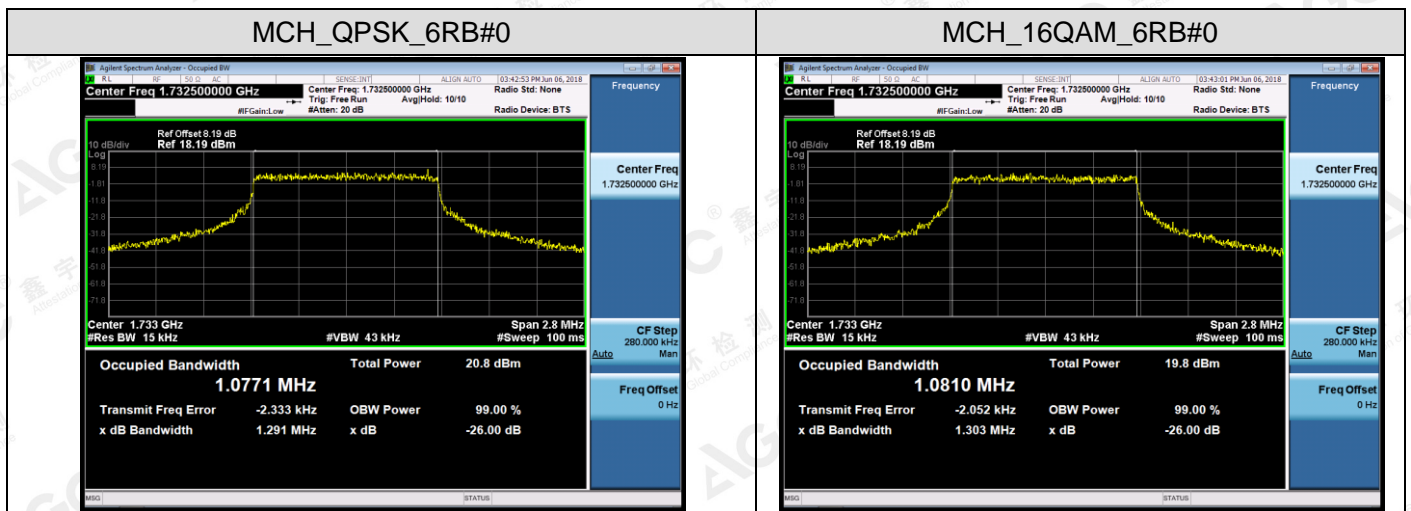 MCH_QPSK_6RB#0
MCH_16QAM_6RB#0
Agilent Spectrum Analyzer - Occupied BW
RL RF 50 Ω AC SENSE:INT ALIGN AUTO 03:42:53 PM Jun 06, 2018
Center Freq 1.732500000 GHz
Center Freq: 1.732500000 GHz
Radio Std: None
Trig: Free Run Avg|Hold: 10/10
#IFGain:Low #Atten: 20 dB Radio Device: BTS
Ref Offset 8.19 dB
10 dB/div Ref 18.19 dBm
Log
8.19
-1.81
-11.8
-21.8
-31.8
-41.8
-51.8
-61.8
-71.8
Center 1.733 GHz Span 2.8 MHz
#Res BW 15 kHz #VBW 43 kHz #Sweep 100 ms
Occupied Bandwidth Total Power 20.8 dBm
1.0771 MHz
Transmit Freq Error -2.333 kHz OBW Power 99.00 %
x dB Bandwidth 1.291 MHz x dB -26.00 dB
MSG STATUS
Frequency
Center Freq
1.732500000 GHz
CF Step
280.000 kHz
Auto Man
Freq Offset
0 Hz
Agilent Spectrum Analyzer - Occupied BW
RL RF 50 Ω AC SENSE:INT ALIGN AUTO 03:43:01 PM Jun 06, 2018
Center Freq 1.732500000 GHz
Center Freq: 1.732500000 GHz
Radio Std: None
Trig: Free Run Avg|Hold: 10/10
#IFGain:Low #Atten: 20 dB Radio Device: BTS
Ref Offset 8.19 dB
10 dB/div Ref 18.19 dBm
Log
8.19
-1.81
-11.8
-21.8
-31.8
-41.8
-51.8
-61.8
-71.8
Center 1.733 GHz Span 2.8 MHz
#Res BW 15 kHz #VBW 43 kHz #Sweep 100 ms
Occupied Bandwidth Total Power 19.8 dBm
1.0810 MHz
Transmit Freq Error -2.052 kHz OBW Power 99.00 %
x dB Bandwidth 1.303 MHz x dB -26.00 dB
MSG STATUS
Frequency
Center Freq
1.732500000 GHz
CF Step
280.000 kHz
Auto Man
Freq Offset
0 Hz